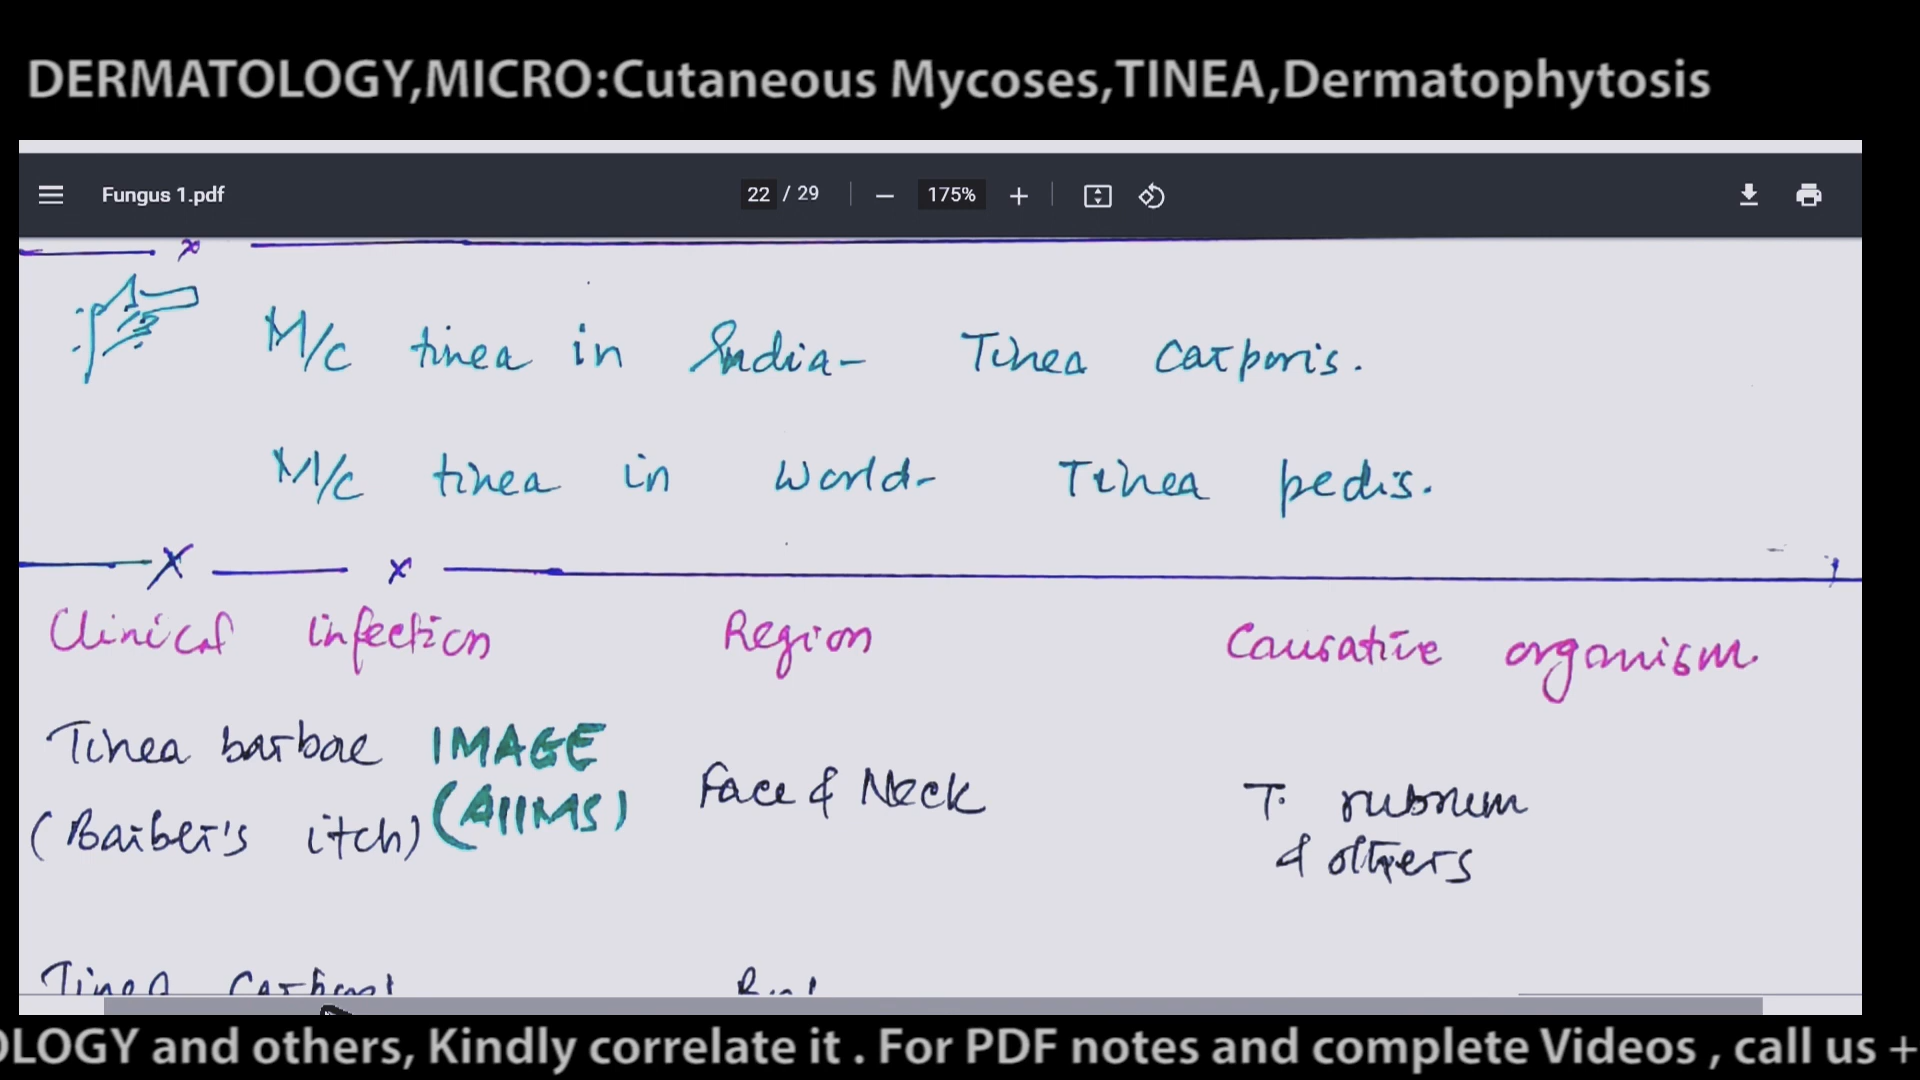 DERMATOLOGY,MICRO:Cutaneous Mycoses,TINEA,Dermatophytosis
Fungus 1.pdf
22 / 29
175%
x
M/c tinea in India- Tinea Carporis.
M/c tinea in World- Tinea pedis.
x x
Clinical infection Region Causative organism.
Tinea barbae IMAGE
(Barber's itch) (AIIMS)
Face & Neck
T. rubrum
& others
Tinea
OLOGY and others, Kindly correlate it . For PDF notes and complete Videos , call us +